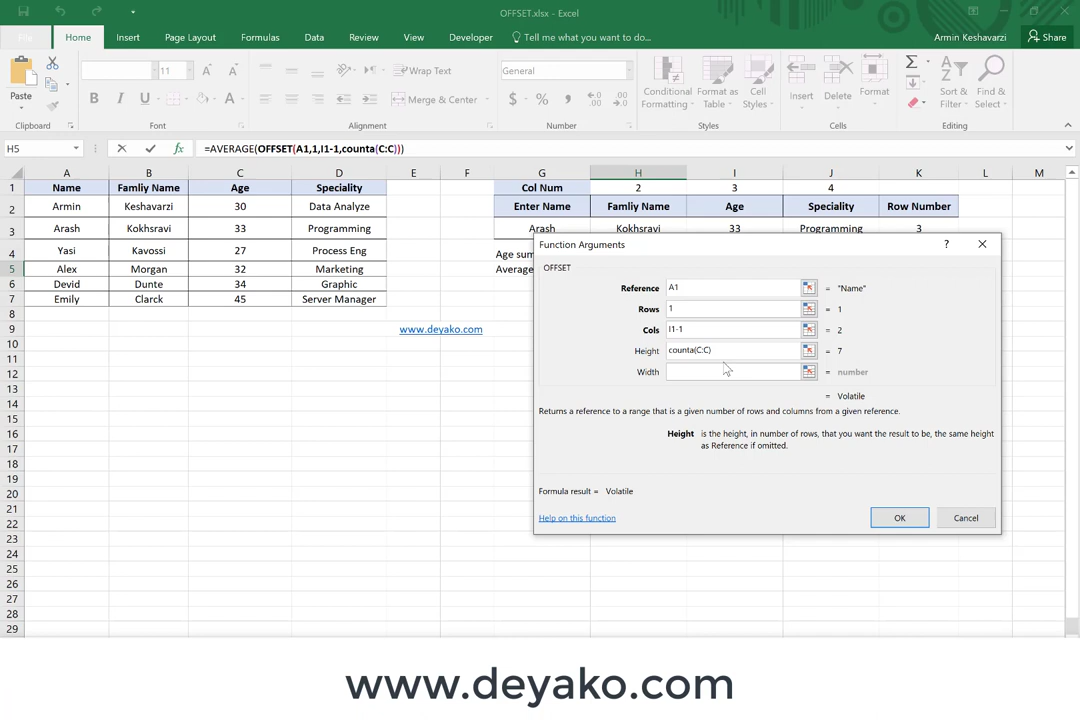 OFFSET.xlsx - Excel
File Home Insert Page Layout Formulas Data Review View Developer Tell me what you want to do... Armin Keshavarzi Share
Paste
11
B I U
Wrap Text
Merge & Center
General
$ % ,
Conditional Formatting
Format as Table
Cell Styles
Insert
Delete
Format
Sort & Filter
Find & Select
Clipboard Font Alignment Number Styles Cells Editing
H5 fx =AVERAGE(OFFSET(A1,1,I1-1,counta(C:C)))
A B C D E F G H I J K L M
1 Name Famliy Name Age Speciality Col Num 2 3 4
2 Armin Keshavarzi 30 Data Analyze Enter Name Famliy Name Age Speciality Row Number
3 Arash Kokhsravi 33 Programming Arash Kokhsravi 33 Programming 3
4 Yasi Kavossi 27 Process Eng Age sum
5 Alex Morgan 32 Marketing Average
6 Devid Dunte 34 Graphic
7 Emily Clarck 45 Server Manager
8
9 www.deyako.com
10
11
12
13
14
15
16
17
18
19
20
21
22
23
24
25
26
27
28
29
Function Arguments ?
OFFSET
Reference A1 = "Name"
Rows 1 = 1
Cols I1-1 = 2
Height counta(C:C) = 7
Width = number
= Volatile
Returns a reference to a range that is a given number of rows and columns from a given reference.
Height is the height, in number of rows, that you want the result to be, the same height
as Reference if omitted.
Formula result = Volatile
Help on this function OK Cancel
www.deyako.com